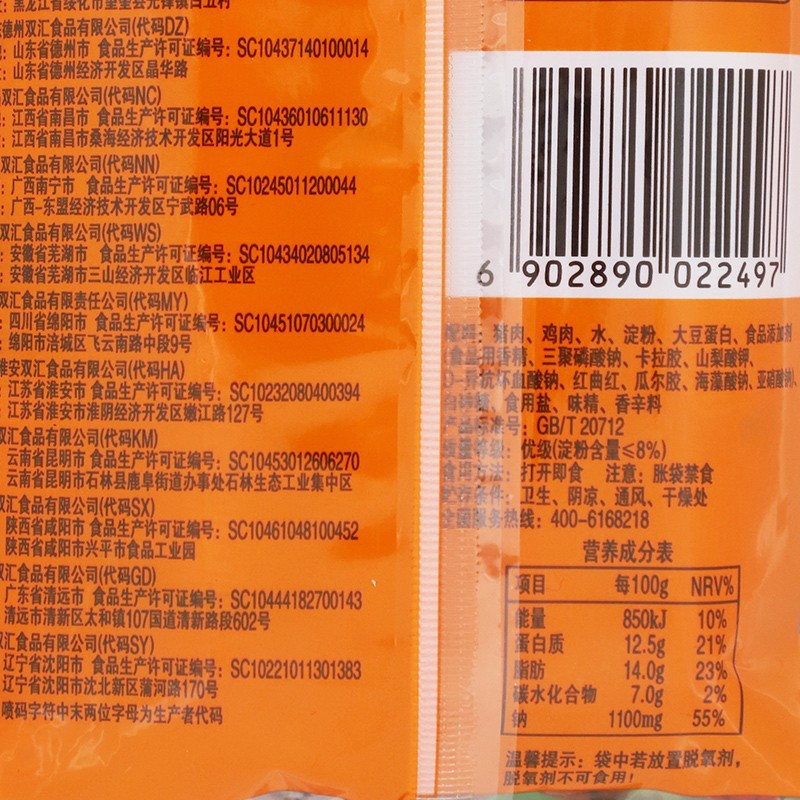 ：黑龙江省绥化市望奎县先锋镇白五村
德州双汇食品有限公司(代码DZ)
：山东省德州市 食品生产许可证编号：SC10437140100014
：山东省德州经济开发区晶华路
双汇食品有限公司(代码NC)
：江西省南昌市 食品生产许可证编号：SC10436010611130
：江西省南昌市桑海经济技术开发区阳光大道1号
双汇食品有限公司(代码NN)
：广西南宁市 食品生产许可证编号：SC10245011200044
：广西-东盟经济技术开发区宁武路06号
双汇食品有限公司(代码WS)
：安徽省芜湖市 食品生产许可证编号：SC10434020805134
：安徽省芜湖市三山经济开发区临江工业区
双汇食品有限责任公司(代码MY)
：四川省绵阳市 食品生产许可证编号：SC10451070300024
：绵阳市涪城区飞云南路中段9号
淮安双汇食品有限公司(代码HA)
：江苏省淮安市 食品生产许可证编号：SC10232080400394
：江苏省淮安市淮阴经济开发区嫩江路127号
双汇食品有限公司(代码KM)
云南省昆明市 食品生产许可证编号：SC10453012606270
云南省昆明市石林县鹿阜街道办事处石林生态工业集中区
双汇食品有限公司(代码SX)
陕西省咸阳市 食品生产许可证编号：SC10461048100452
陕西省咸阳市兴平市食品工业园
双汇食品有限公司(代码GD)
广东省清远市 食品生产许可证编号：SC10444182700143
清远市清新区太和镇107国道清新路段602号
双汇食品有限公司(代码SY)
辽宁省沈阳市 食品生产许可证编号：SC10221011301383
辽宁省沈阳市沈北新区蒲河路170号
喷码字符中末两位字母为生产者代码
6 902890 022497
配料：猪肉、鸡肉、水、淀粉、大豆蛋白、食品添加剂
(食品用香精、三聚磷酸钠、卡拉胶、山梨酸钾、
D-异抗坏血酸钠、红曲红、瓜尔胶、海藻酸钠、亚硝酸钠)、
白砂糖、食用盐、味精、香辛料
产品标准号：GB/T 20712
质量等级：优级(淀粉含量≤8%)
食用方法：打开即食 注意：胀袋禁食
贮存条件：卫生、阴凉、通风、干燥处
全国服务热线：400-6168218
营养成分表
项目 每100g NRV%
能量 850kJ 10%
蛋白质 12.5g 21%
脂肪 14.0g 23%
碳水化合物 7.0g 2%
钠 1100mg 55%
温馨提示：袋中若放置脱氧剂，
脱氧剂不可食用！